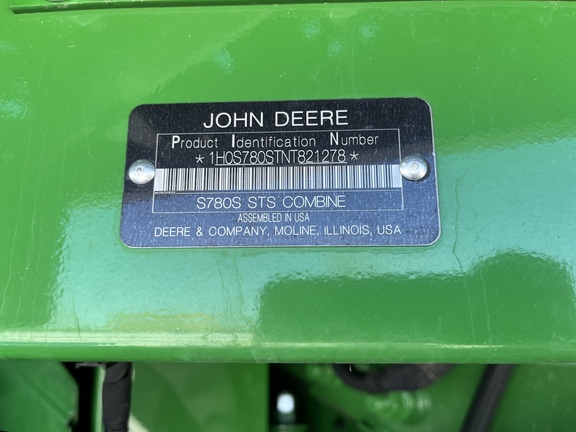 JOHN DEERE
Product Identification Number
*1H0S780STNT821278*
S780S STS COMBINE
ASSEMBLED IN USA
DEERE & COMPANY, MOLINE, ILLINOIS, USA